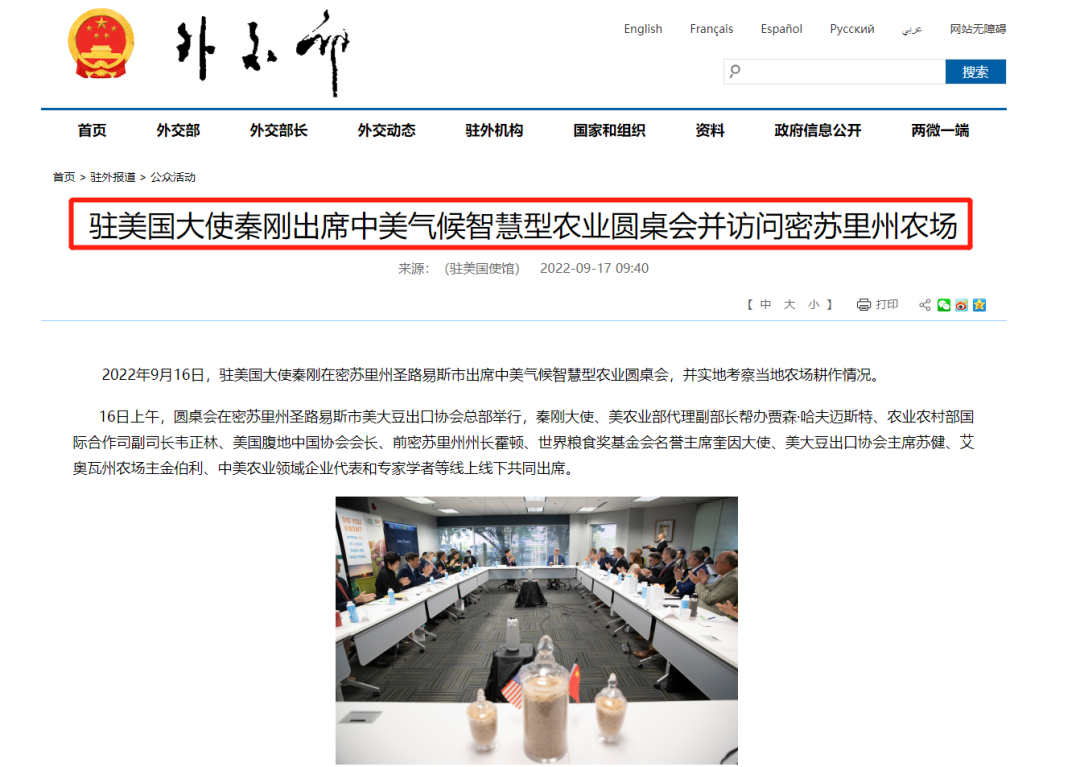 外交部
English Français Español Русский عربي 网站无障碍
搜索
首页 外交部 外交部长 外交动态 驻外机构 国家和组织 资料 政府信息公开 两微一端
首页 > 驻外报道 > 公众活动
驻美国大使秦刚出席中美气候智慧型农业圆桌会并访问密苏里州农场
来源：（驻美国使馆） 2022-09-17 09:40
【 中 大 小 】 打印
2022年9月16日，驻美国大使秦刚在密苏里州圣路易斯市出席中美气候智慧型农业圆桌会，并实地考察当地农场耕作情况。
16日上午，圆桌会在密苏里州圣路易斯市美大豆出口协会总部举行，秦刚大使、美农业部代理副部长帮办贾森·哈夫迈斯特、农业农村部国
际合作司副司长韦正林、美国腹地中国协会会长、前密苏里州州长霍顿、世界粮食奖基金会名誉主席奎因大使、美大豆出口协会主席苏健、艾
奥瓦州农场主金伯利、中美农业领域企业代表和专家学者等线上线下共同出席。
DID YOU
KNOW?